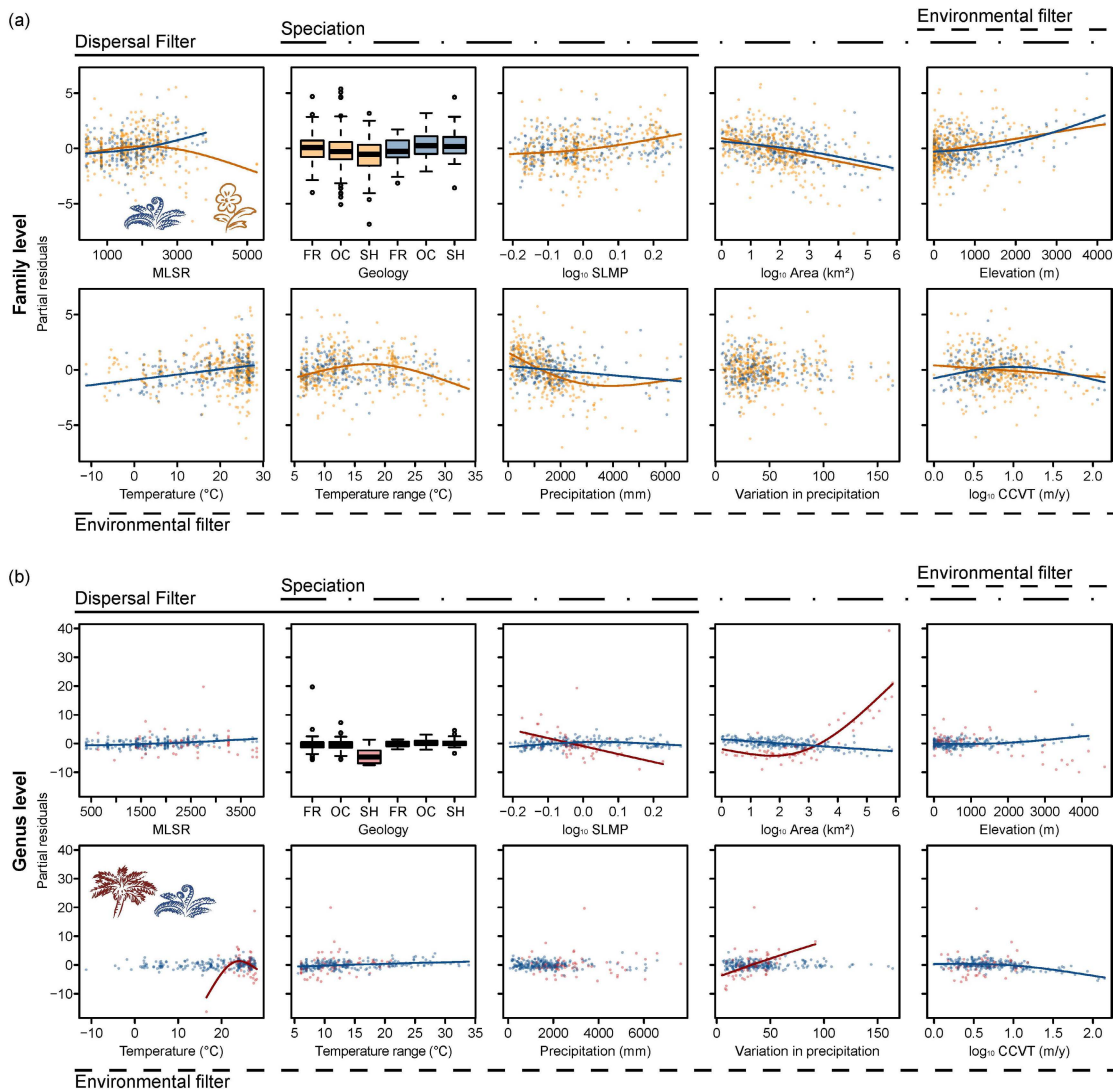 (a)
Environmental filter
Speciation
Dispersal Filter
Family level
Partial residuals
5
0
−5
1000 3000 5000
MLSR
FR OC SH FR OC SH
Geology
−0.2 −0.1 0.0 0.1 0.2
log₁₀ SLMP
0 1 2 3 4 5 6
log₁₀ Area (km²)
0 1000 2000 3000 4000
Elevation (m)
5
0
−5
−10 0 10 20 30
Temperature (°C)
5 10 15 20 25 30 35
Temperature range (°C)
0 2000 4000 6000
Precipitation (mm)
0 50 100 150
Variation in precipitation
0.0 0.5 1.0 1.5 2.0
log₁₀ CCVT (m/y)
Environmental filter
(b)
Environmental filter
Speciation
Dispersal Filter
Genus level
Partial residuals
40
30
20
10
0
−10
500 1500 2500 3500
MLSR
FR OC SH FR OC SH
Geology
−0.2 −0.1 0.0 0.1 0.2
log₁₀ SLMP
0 1 2 3 4 5 6
log₁₀ Area (km²)
0 1000 2000 3000 4000
Elevation (m)
40
30
20
10
0
−10
−10 0 10 20
Temperature (°C)
5 10 15 20 25 30 35
Temperature range (°C)
0 2000 4000 6000
Precipitation (mm)
0 50 100 150
Variation in precipitation
0.0 0.5 1.0 1.5 2.0
log₁₀ CCVT (m/y)
Environmental filter